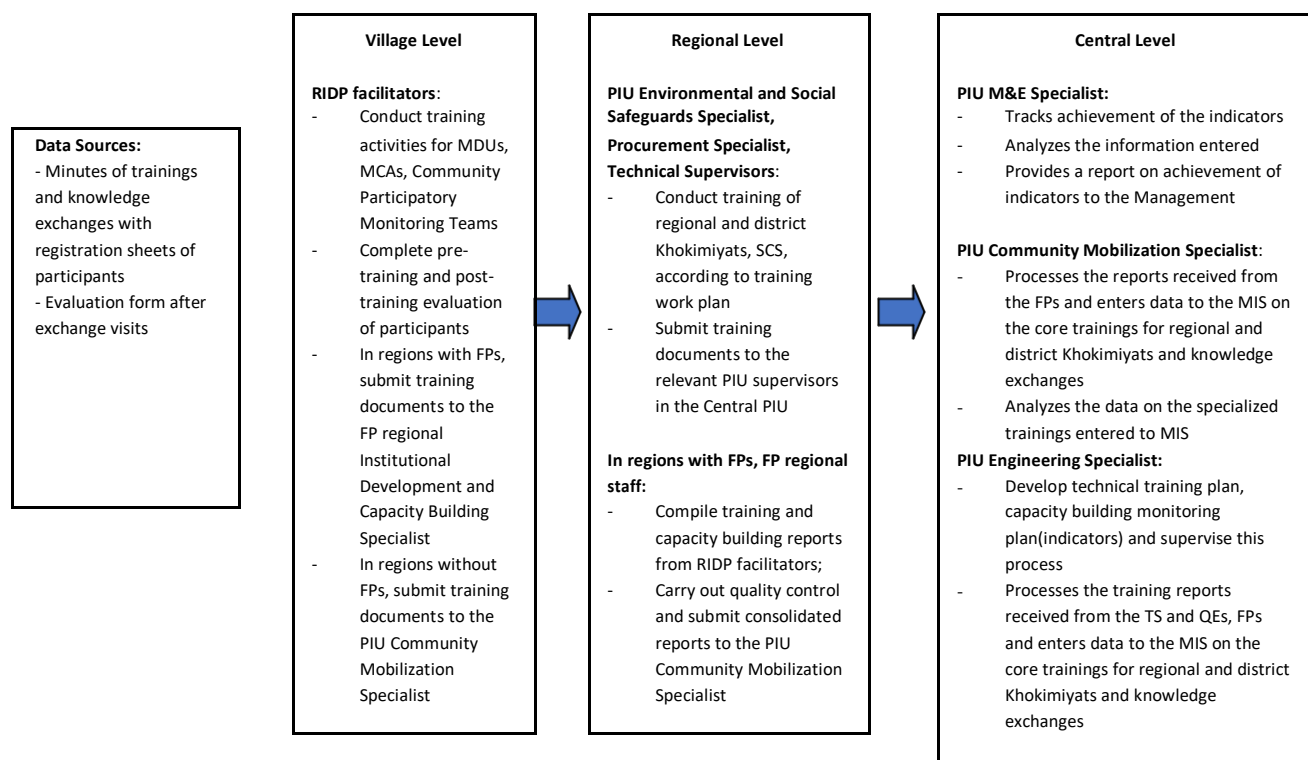 Data Sources:
- Minutes of trainings
and knowledge
exchanges with
registration sheets of
participants
- Evaluation form after
exchange visits
Village Level
RIDP facilitators:
- Conduct training
activities for MDUs,
MCAs, Community
Participatory
Monitoring Teams
- Complete pre-
training and post-
training evaluation
of participants
- In regions with FPs,
submit training
documents to the
FP regional
Institutional
Development and
Capacity Building
Specialist
- In regions without
FPs, submit training
documents to the
PIU Community
Mobilization
Specialist
Regional Level
PIU Environmental and Social
Safeguards Specialist,
Procurement Specialist,
Technical Supervisors:
- Conduct training of
regional and district
Khokimiyats, SCS,
according to training
work plan
- Submit training
documents to the
relevant PIU supervisors
in the Central PIU
In regions with FPs, FP regional
staff:
- Compile training and
capacity building reports
from RIDP facilitators;
- Carry out quality control
and submit consolidated
reports to the PIU
Community Mobilization
Specialist
Central Level
PIU M&E Specialist:
- Tracks achievement of the indicators
- Analyzes the information entered
- Provides a report on achievement of
indicators to the Management
PIU Community Mobilization Specialist:
- Processes the reports received from
the FPs and enters data to the MIS on
the core trainings for regional and
district Khokimiyats and knowledge
exchanges
- Analyzes the data on the specialized
trainings entered to MIS
PIU Engineering Specialist:
- Develop technical training plan,
capacity building monitoring
plan(indicators) and supervise this
process
- Processes the training reports
received from the TS and QEs, FPs
and enters data to the MIS on the
core trainings for regional and district
Khokimiyats and knowledge
exchanges